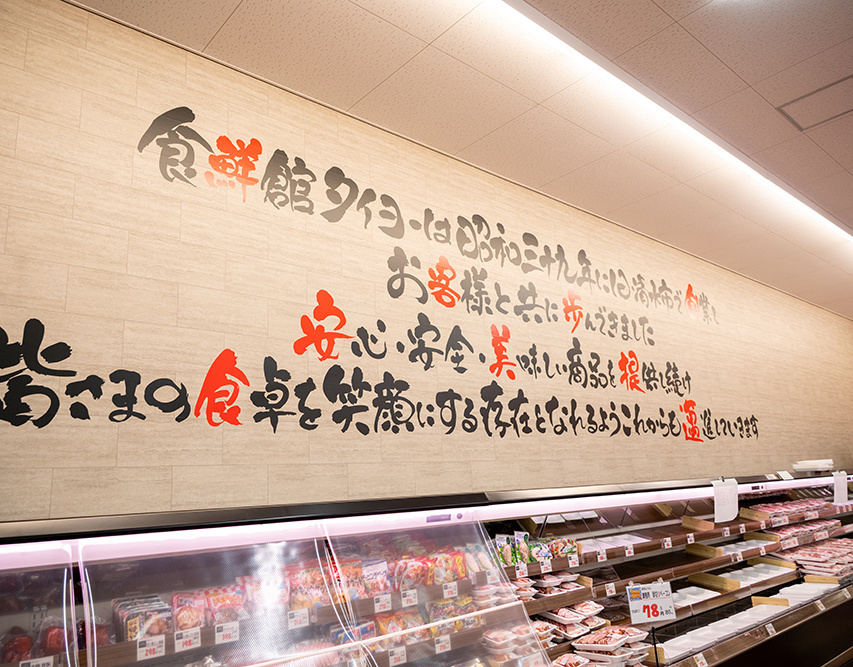 食鮮館タイヨーは昭和三十九年に旧清水市で創業し
お客様と共に歩んできました
安心・安全・美味しい商品を提供し続け
皆さまの食卓を笑顔にする存在となれるようこれからも邁進していきます
78